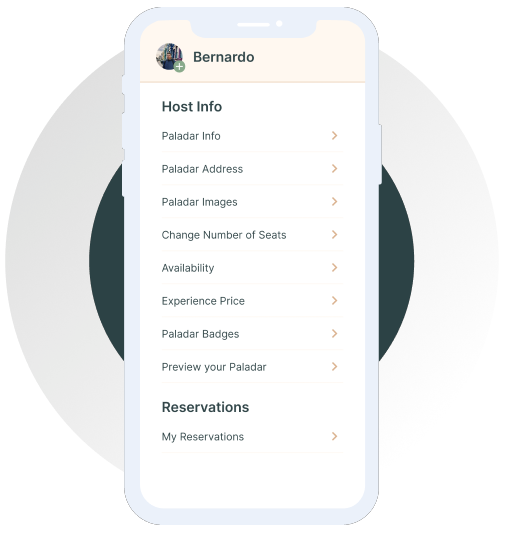 Bernardo
Host Info
Paladar Info
Paladar Address
Paladar Images
Change Number of Seats
Availability
Experience Price
Paladar Badges
Preview your Paladar
Reservations
My Reservations